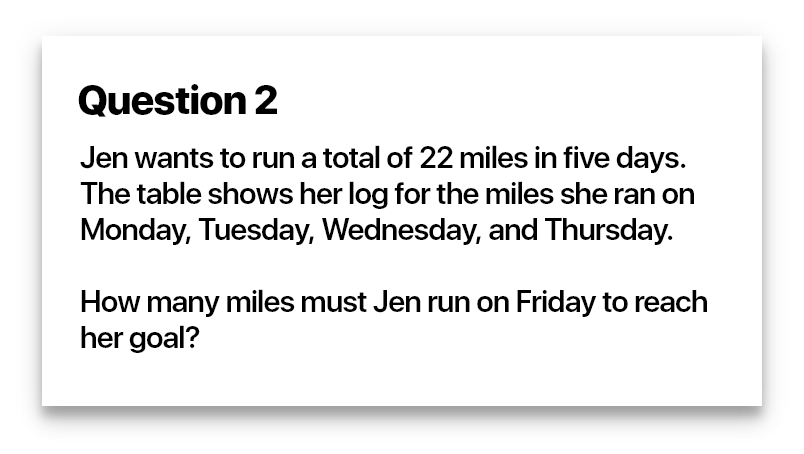 Question 2
Jen wants to run a total of 22 miles in five days.
The table shows her log for the miles she ran on
Monday, Tuesday, Wednesday, and Thursday.
How many miles must Jen run on Friday to reach
her goal?